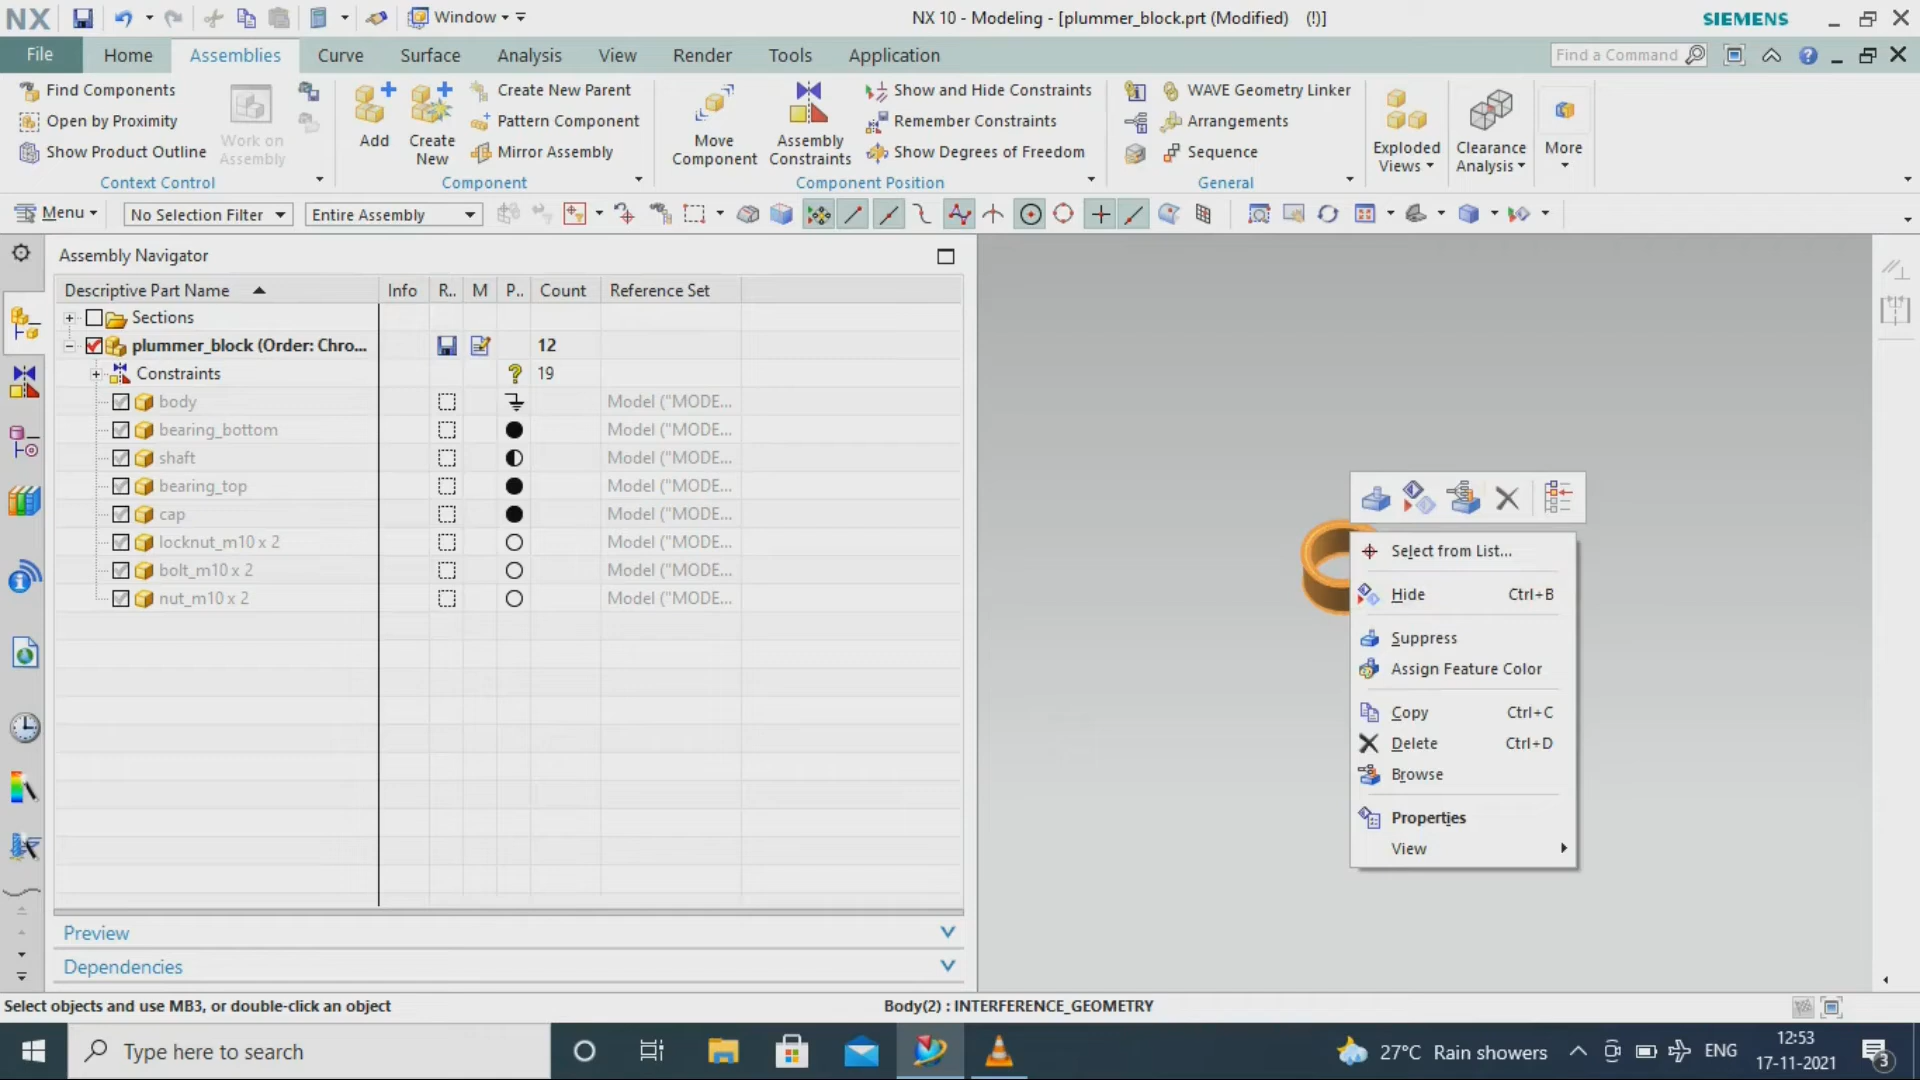 NX Window NX 10 - Modeling - [plummer_block.prt (Modified) (!)] SIEMENS
File Home Assemblies Curve Surface Analysis View Render Tools Application Find a Command
Find Components
Open by Proximity
Show Product Outline
Work on
Assembly
Context Control
Add
Create
New
Create New Parent
Pattern Component
Mirror Assembly
Component
Move
Component
Assembly
Constraints
Show and Hide Constraints
Remember Constraints
Show Degrees of Freedom
Component Position
WAVE Geometry Linker
Arrangements
Sequence
General
Exploded
Views
Clearance
Analysis
More
Menu No Selection Filter Entire Assembly
Assembly Navigator
Descriptive Part Name Info R.. M P.. Count Reference Set
Sections
plummer_block (Order: Chro... 12
Constraints ? 19
body Model ("MODE...
bearing_bottom Model ("MODE...
shaft Model ("MODE...
bearing_top Model ("MODE...
cap Model ("MODE...
locknut_m10 x 2 Model ("MODE...
bolt_m10 x 2 Model ("MODE...
nut_m10 x 2 Model ("MODE...
Preview
Dependencies
Select from List...
Hide Ctrl+B
Suppress
Assign Feature Color
Copy Ctrl+C
Delete Ctrl+D
Browse
Properties
View
Select objects and use MB3, or double-click an object Body(2) : INTERFERENCE_GEOMETRY
Type here to search 27°C Rain showers ENG 12:53
17-11-2021 3